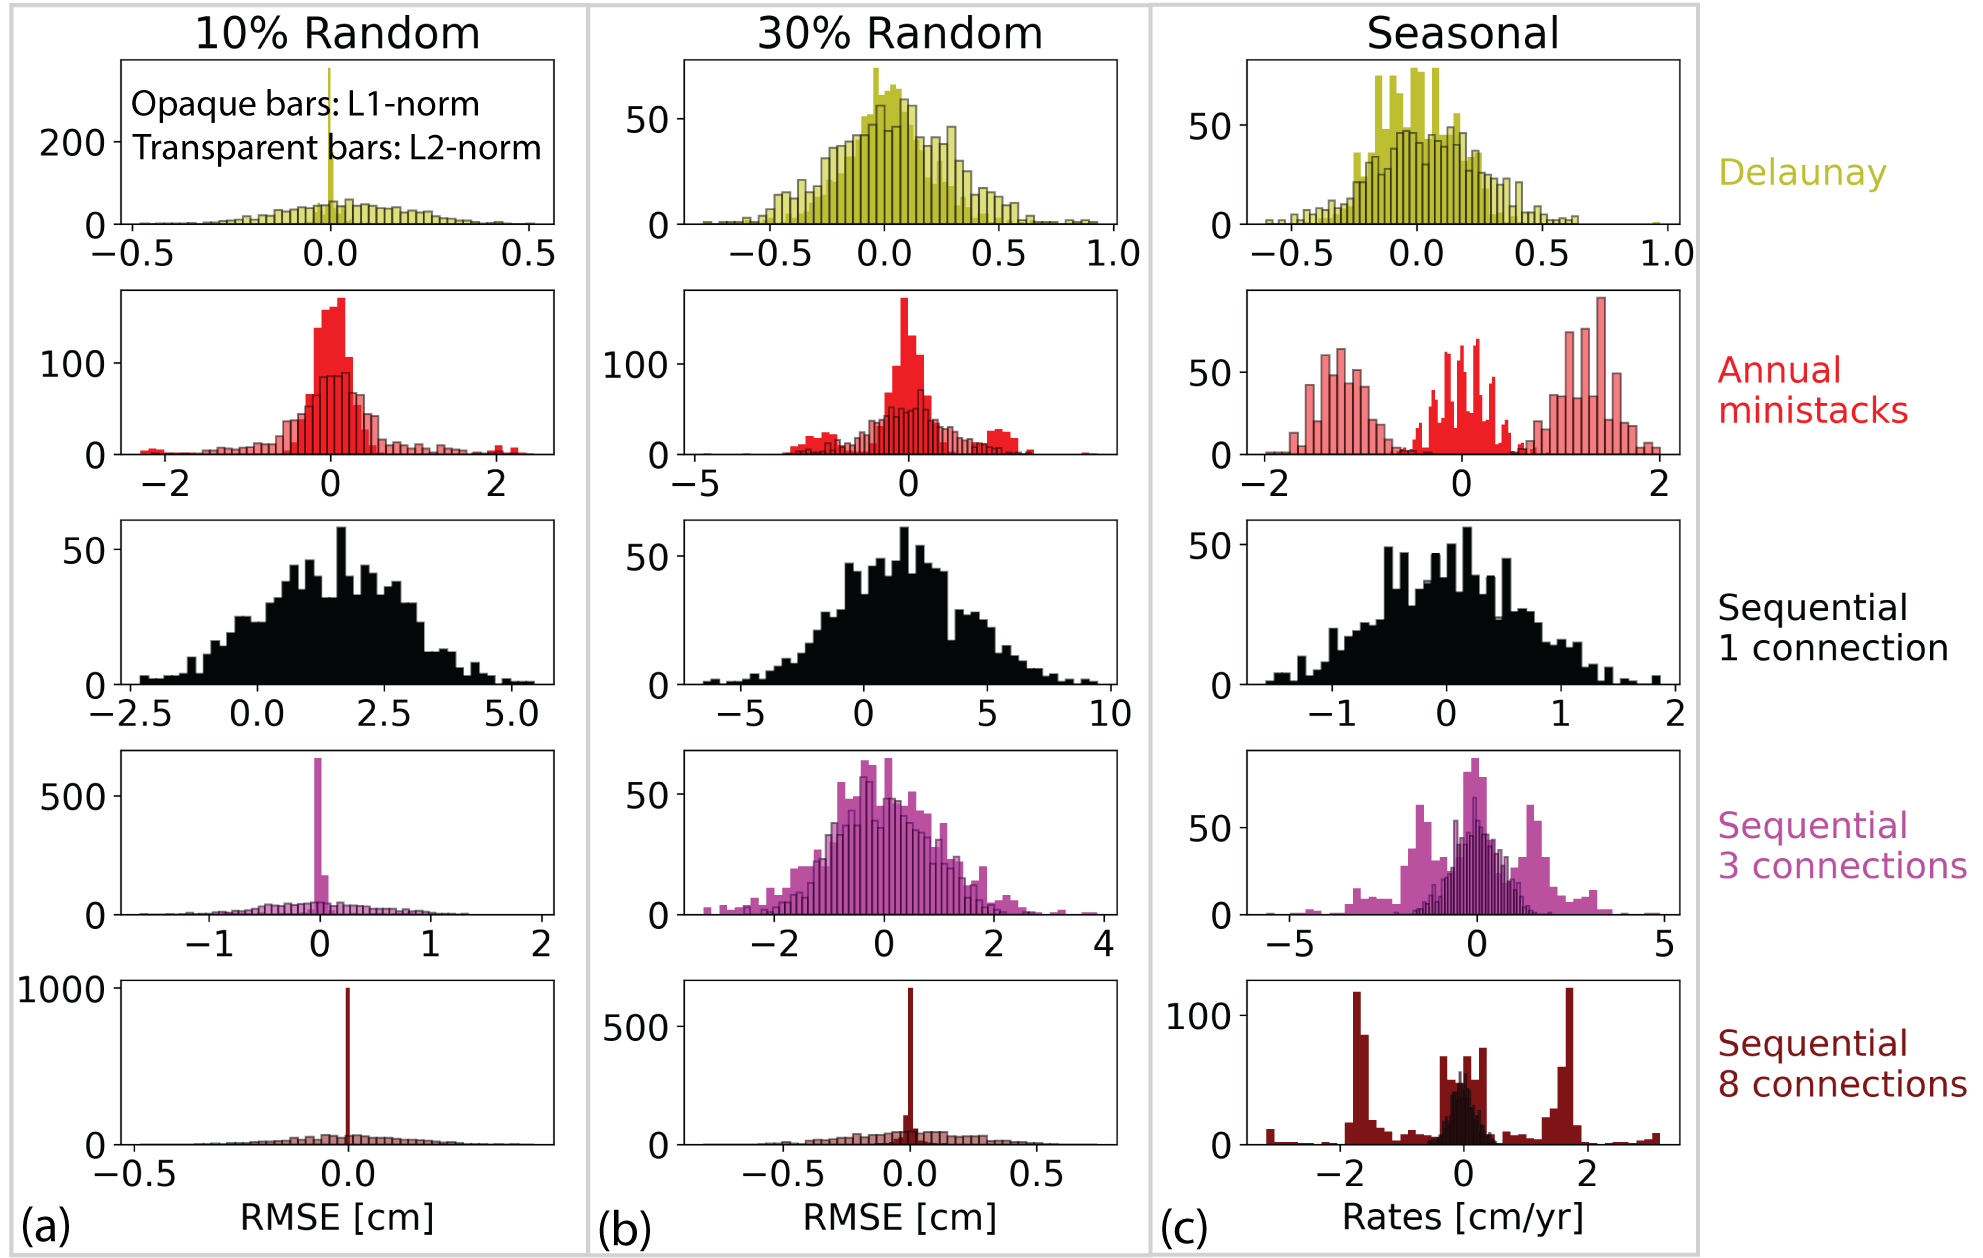 10% Random
30% Random
Seasonal
Opaque bars: L1-norm
Transparent bars: L2-norm
200
0
−0.5 0.0 0.5
50
0
−0.5 0.0 0.5 1.0
50
0
−0.5 0.0 0.5 1.0
Delaunay
100
0
−2 0 2
100
0
−5 0
50
0
−2 0 2
Annual
ministacks
50
0
−2.5 0.0 2.5 5.0
50
0
−5 0 5 10
50
0
−1 0 1 2
Sequential
1 connection
500
0
−1 0 1 2
50
0
−2 0 2 4
50
0
−5 0 5
Sequential
3 connections
1000
0
−0.5 0.0
500
0
−0.5 0.0 0.5
100
0
−2 0 2
Sequential
8 connections
(a) RMSE [cm]
(b) RMSE [cm]
(c) Rates [cm/yr]